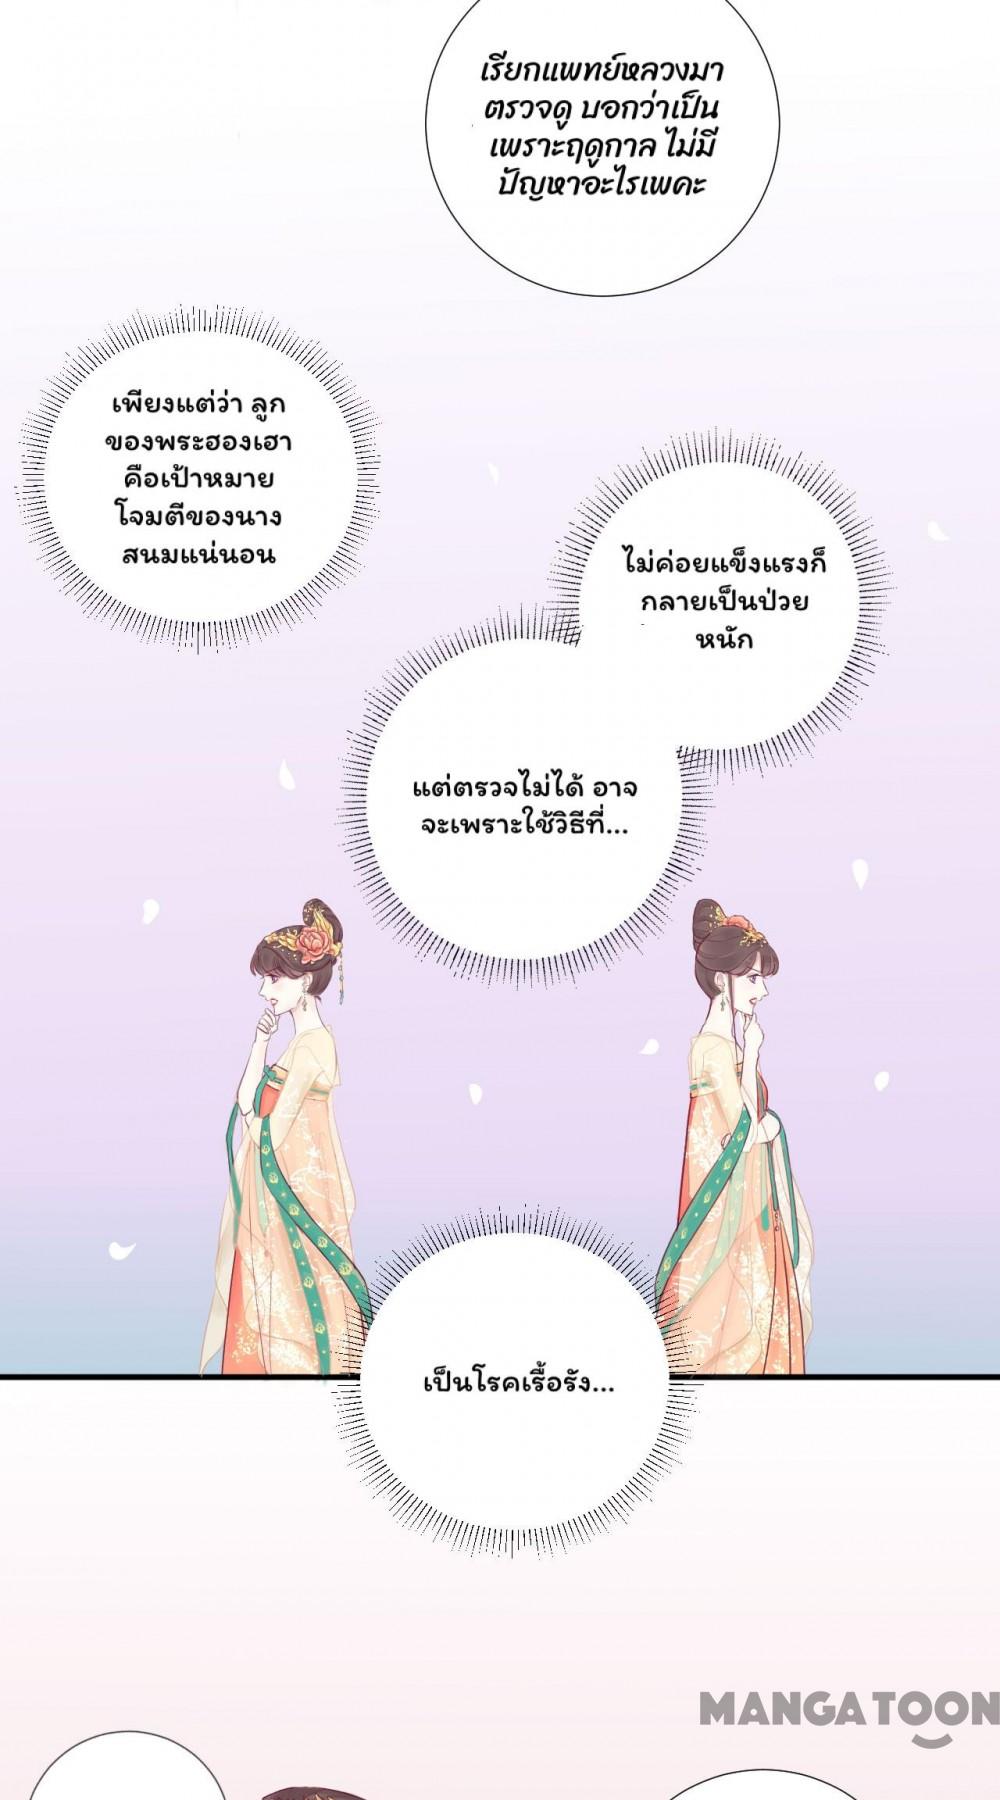 เรียกแพทย์หลวงมา
ตรวจดู บอกว่าเป็น
เพราะฤดูกาล ไม่มี
ปัญหาอะไรเพคะ
เพียงแต่ว่า ลูก
ของพระฮองเฮา
คือเป้าหมาย
โจมตีของนาง
สนมแน่นอน
ไม่ค่อยแข็งแรงก็
กลายเป็นป่วย
หนัก
แต่ตรวจไม่ได้ อาจ
จะเพราะใช้วิธีที่...
เป็นโรคเรื้อรัง...
MANGATOON